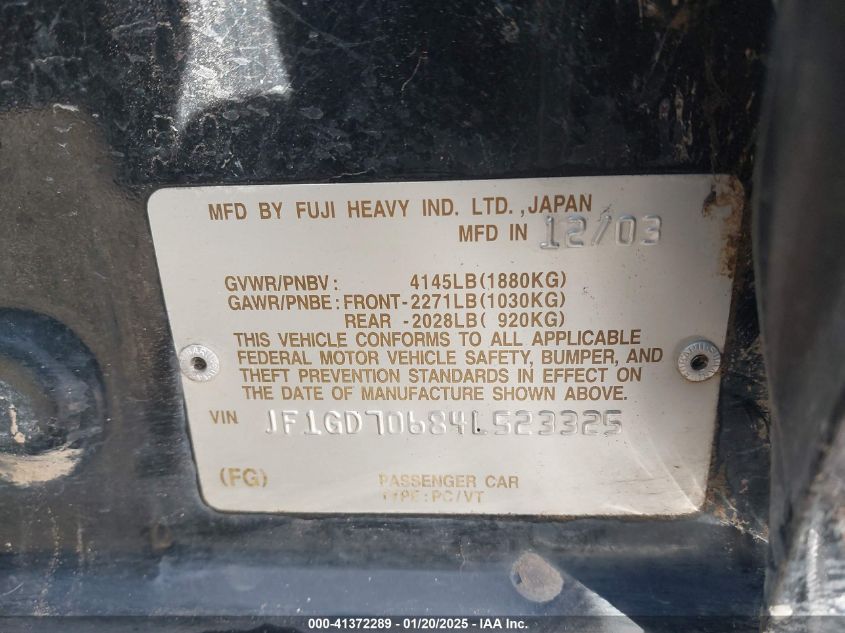 MFD BY FUJI HEAVY IND. LTD. ,JAPAN
MFD IN 12/03
GVWR/PNBV : 4145LB(1880KG)
GAWR/PNBE : FRONT-2271LB(1030KG)
REAR -2028LB( 920KG)
THIS VEHICLE CONFORMS TO ALL APPLICABLE
FEDERAL MOTOR VEHICLE SAFETY, BUMPER, AND
THEFT PREVENTION STANDARDS IN EFFECT ON
THE DATE OF MANUFACTURE SHOWN ABOVE.
VIN JF1GD70684L523325
(FG) PASSENGER CAR
TYPE : PC/VT
000-41372289 - 01/20/2025 - IAA Inc.